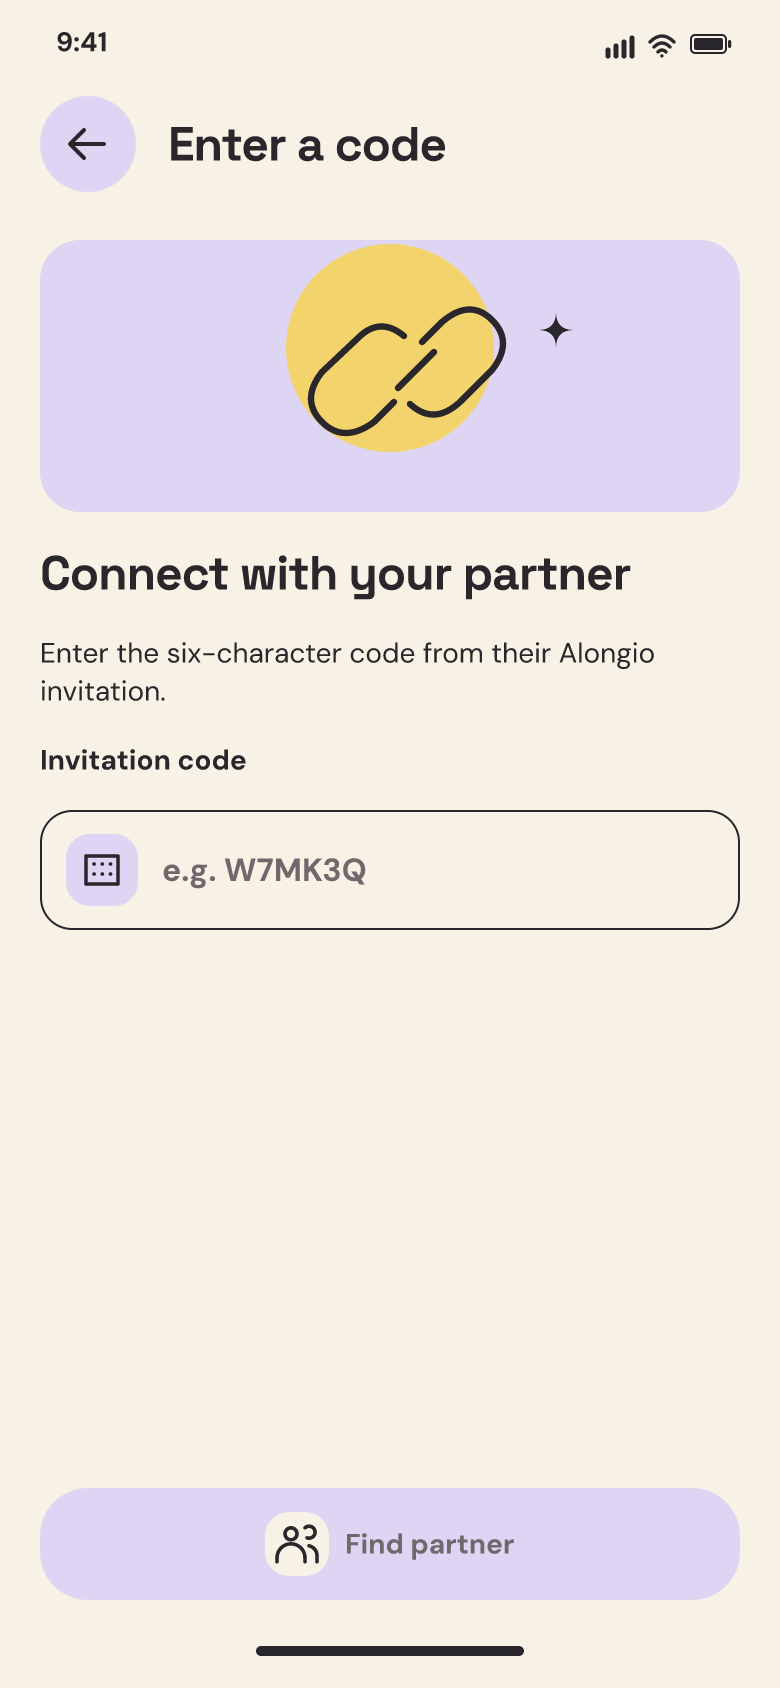 9:41
Enter a code
Connect with your partner
Enter the six-character code from their Alongio
invitation.
Invitation code
e.g. W7MK3Q
Find partner